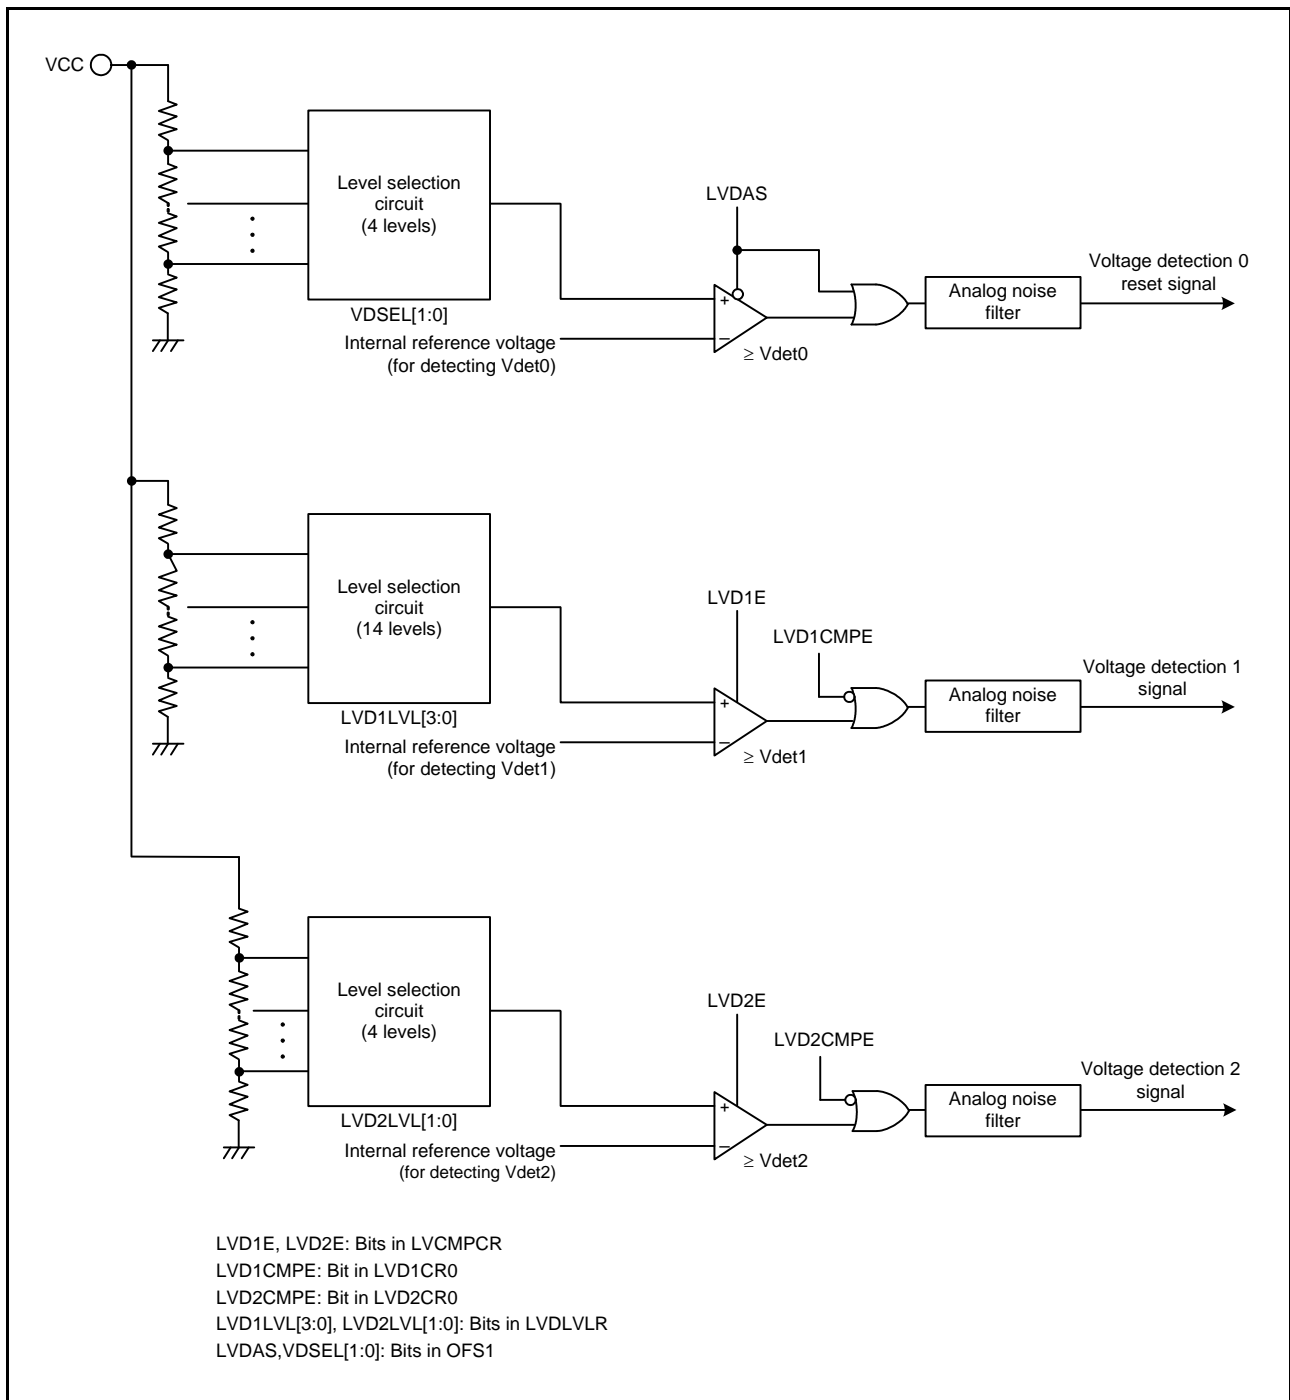 VCC
Level selection
circuit
(4 levels)
VDSEL[1:0]
Internal reference voltage
(for detecting Vdet0)
LVDAS
+
−
≥ Vdet0
Analog noise
filter
Voltage detection 0
reset signal
Level selection
circuit
(14 levels)
LVD1LVL[3:0]
Internal reference voltage
(for detecting Vdet1)
LVD1E
LVD1CMPE
+
−
≥ Vdet1
Analog noise
filter
Voltage detection 1
signal
Level selection
circuit
(4 levels)
LVD2LVL[1:0]
Internal reference voltage
(for detecting Vdet2)
LVD2E
LVD2CMPE
+
−
≥ Vdet2
Analog noise
filter
Voltage detection 2
signal
LVD1E, LVD2E: Bits in LVCMPCR
LVD1CMPE: Bit in LVD1CR0
LVD2CMPE: Bit in LVD2CR0
LVD1LVL[3:0], LVD2LVL[1:0]: Bits in LVDLVLR
LVDAS,VDSEL[1:0]: Bits in OFS1